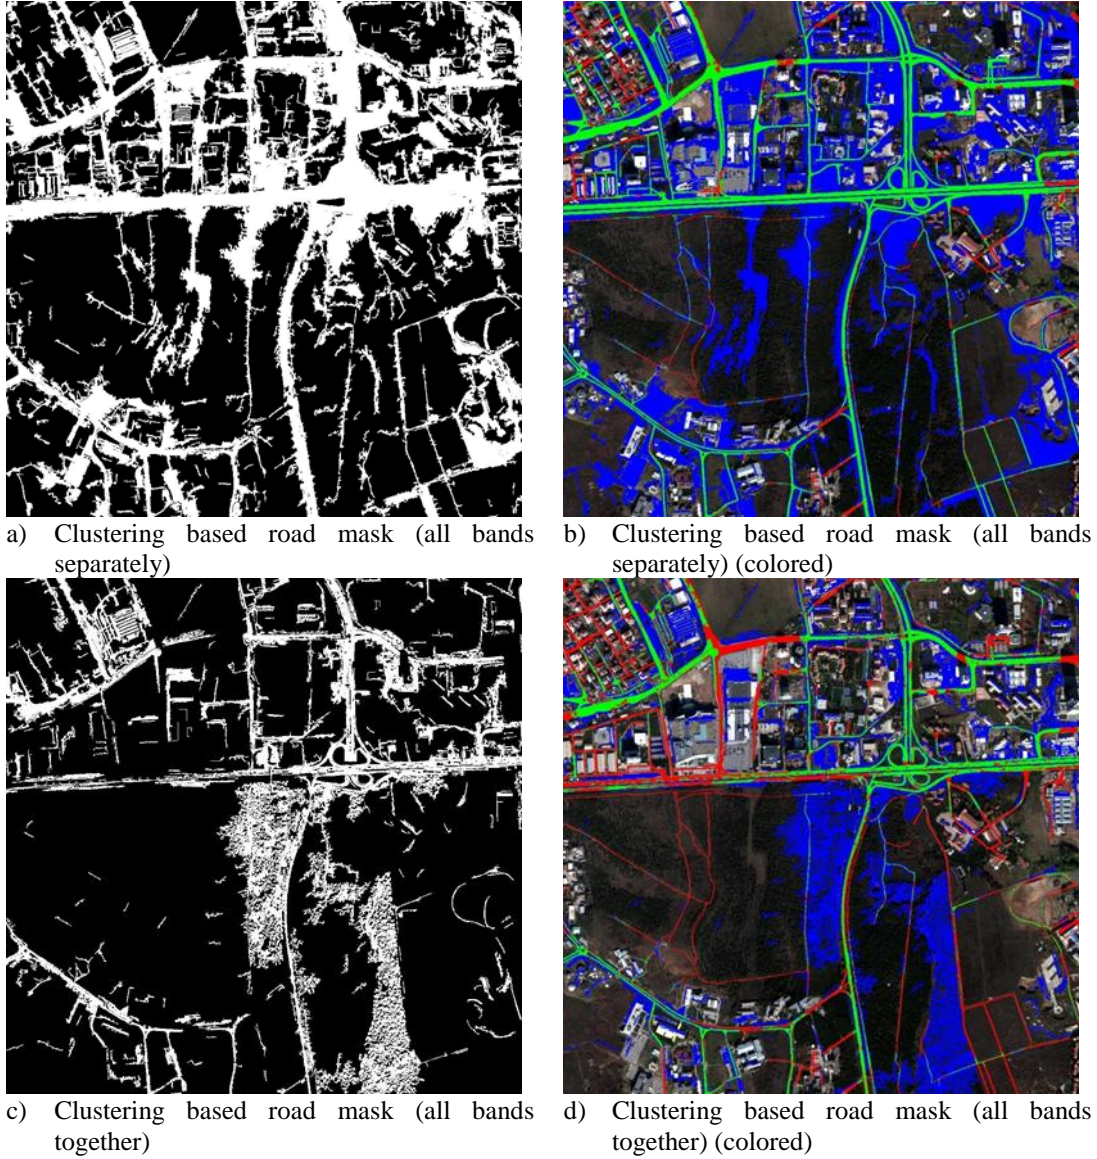 a) Clustering based road mask (all bands
separately)
b) Clustering based road mask (all bands
separately) (colored)
c) Clustering based road mask (all bands
together)
d) Clustering based road mask (all bands
together) (colored)